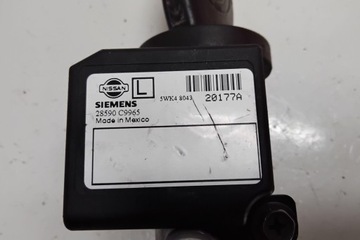 NISSAN
L
SIEMENS
5WK4 8043
20177A
28590 C9965
Made in Mexico